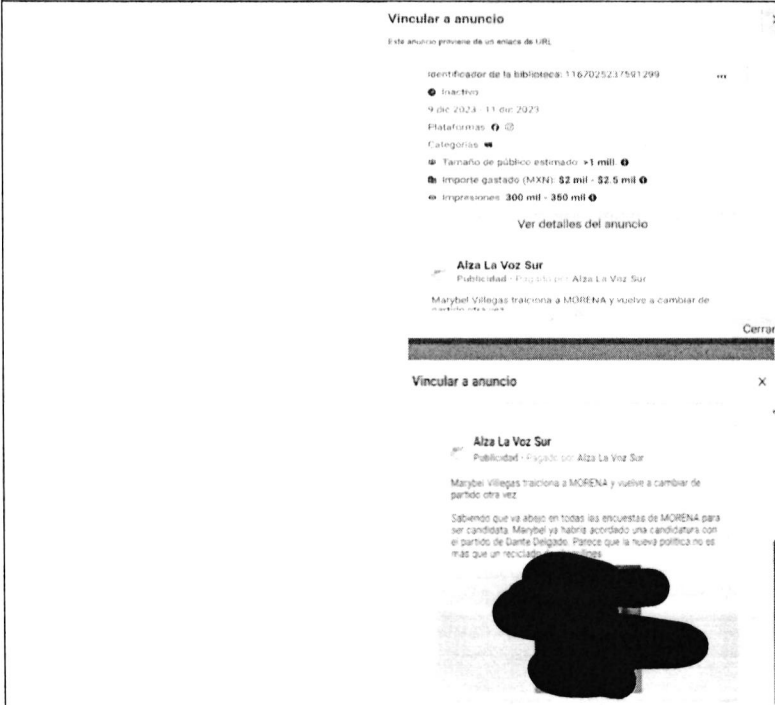 Vincular a anuncio
Este anuncio proviene de un enlace de URL
Identificador de la biblioteca: 1167025237591299
Inactivo
9 dic 2023 - 11 dic 2023
Plataformas
Categorías
Tamaño de público estimado: >1 mill.
Importe gastado (MXN): $2 mil - $2.5 mil
Impresiones: 300 mil - 350 mil
Ver detalles del anuncio
Alza La Voz Sur
Publicidad · Pagado por Alza La Voz Sur
Marybel Villegas traiciona a MORENA y vuelve a cambiar de
partido otra vez
Cerrar
Vincular a anuncio
X
Alza La Voz Sur
Publicidad · Pagado por Alza La Voz Sur
Marybel Villegas traiciona a MORENA y vuelve a cambiar de
partido otra vez
Sabiendo que va abajo en todas las encuestas de MORENA para
ser candidata, Marybel ya habría acordado una candidatura con
el partido de Dante Delgado. Parece que la nueva política no es
más que un reciclado